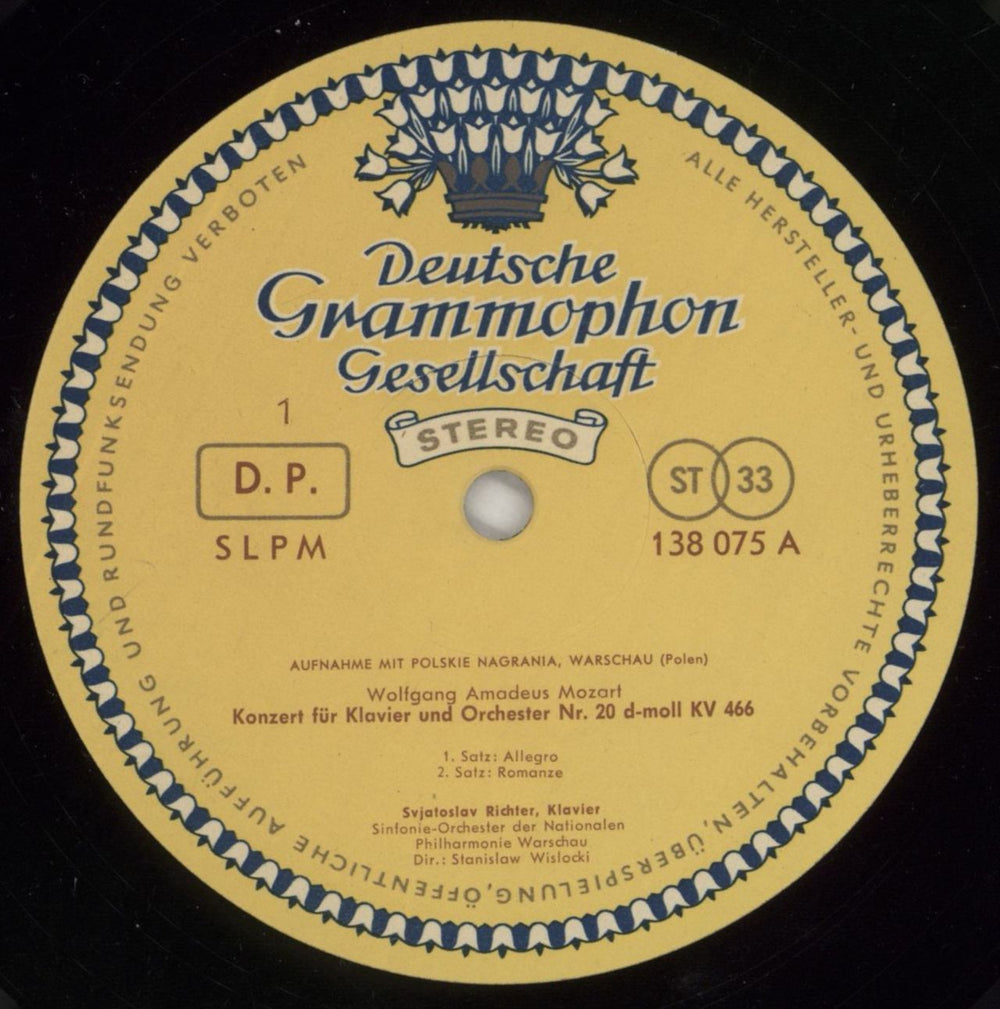 Deutsche
Grammophon
Gesellschaft
STEREO
1
D. P.
SLPM
ST 33
138 075 A
AUFNAHME MIT POLSKIE NAGRANIA, WARSCHAU (Polen)
Wolfgang Amadeus Mozart
Konzert für Klavier und Orchester Nr. 20 d-moll KV 466
1. Satz: Allegro
2. Satz: Romanze
Svjatoslav Richter, Klavier
Sinfonie-Orchester der Nationalen
Philharmonie Warschau
Dir.: Stanislaw Wislocki
ALLE HERSTELLER- UND URHEBERRECHTE VORBEHALTEN, ÜBERSPIELUNG, ÖFFENTLICHE AUFFÜHRUNG UND RUNDFUNKSENDUNG VERBOTEN